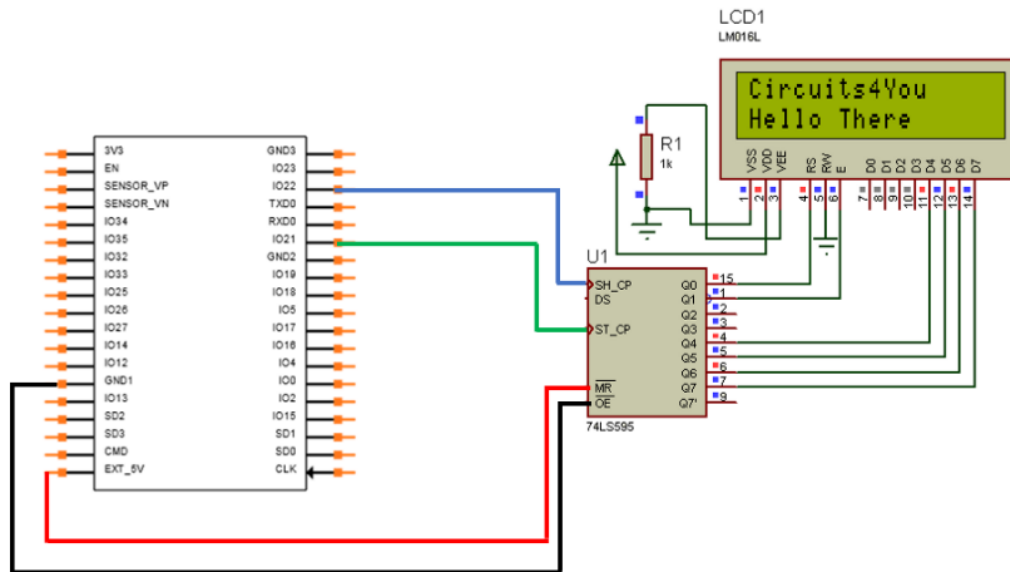 LCD1
LM016L
Circuits4You
Hello There
VSS
VDD
VEE
RS
RW
E
D0
D1
D2
D3
D4
D5
D6
D7
1
2
3
4
5
6
7
8
9
10
11
12
13
14
R1
1k
3V3
EN
SENSOR_VP
SENSOR_VN
IO34
IO35
IO32
IO33
IO25
IO26
IO27
IO14
IO12
GND1
IO13
SD2
SD3
CMD
EXT_5V
GND3
IO23
IO22
TXD0
RXD0
IO21
GND2
IO19
IO18
IO5
IO17
IO16
IO4
IO0
IO2
IO15
SD1
SD0
CLK
U1
SH_CP
DS
ST_CP
MR
OE
Q0
Q1
Q2
Q3
Q4
Q5
Q6
Q7
Q7'
15
1
2
3
4
5
6
7
9
74LS595